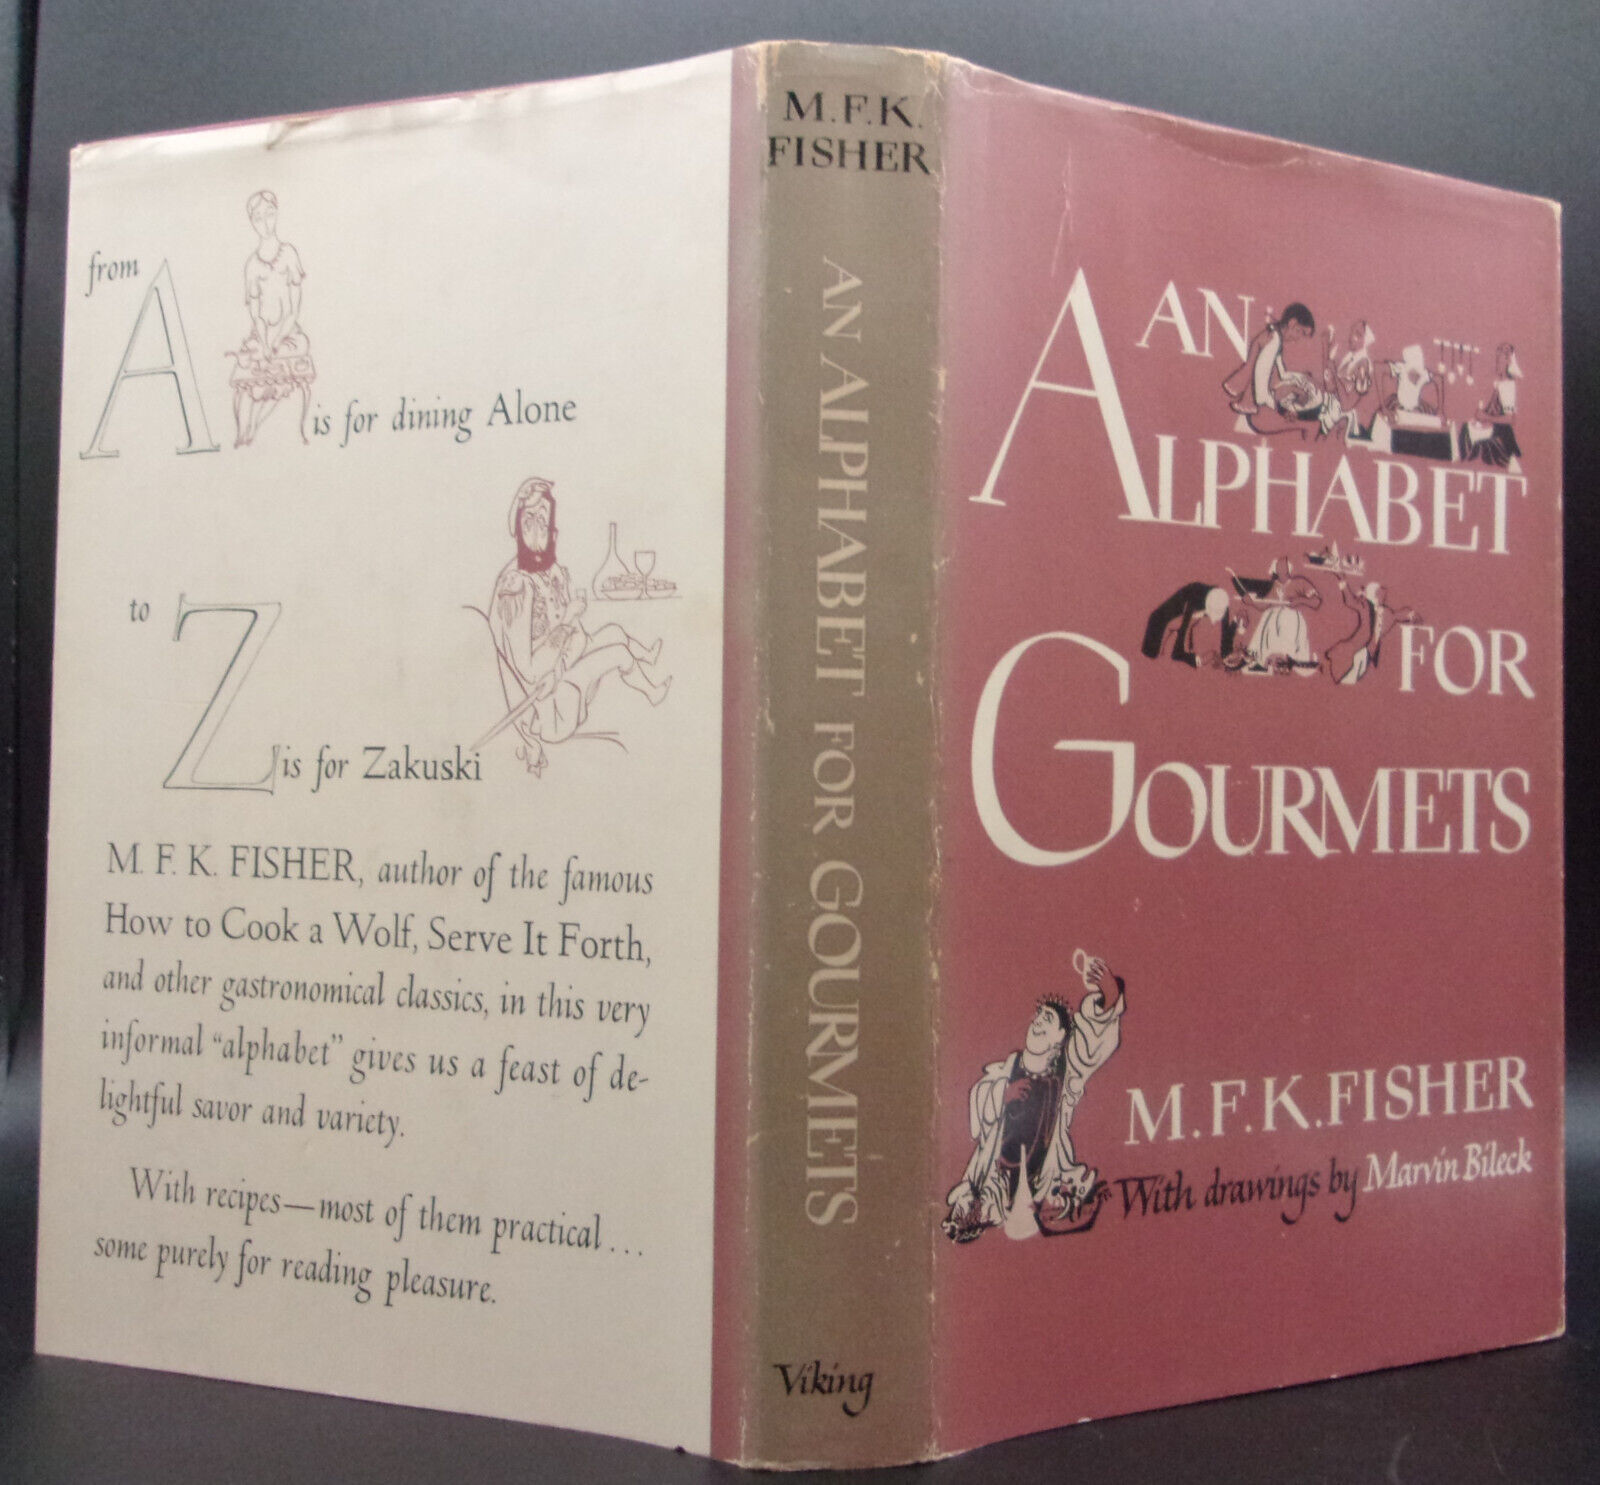 from A is for dining Alone
to Z is for Zakuski
M. F. K. FISHER, author of the famous
How to Cook a Wolf, Serve It Forth,
and other gastronomical classics, in this very
informal “alphabet” gives us a feast of de-
lightful savor and variety.
With recipes—most of them practical . . .
some purely for reading pleasure.
M.F.K.
FISHER
AN ALPHABET FOR GOURMETS
Viking
AN
ALPHABET
FOR
GOURMETS
M.F.K.FISHER
With drawings by Marvin Bileck